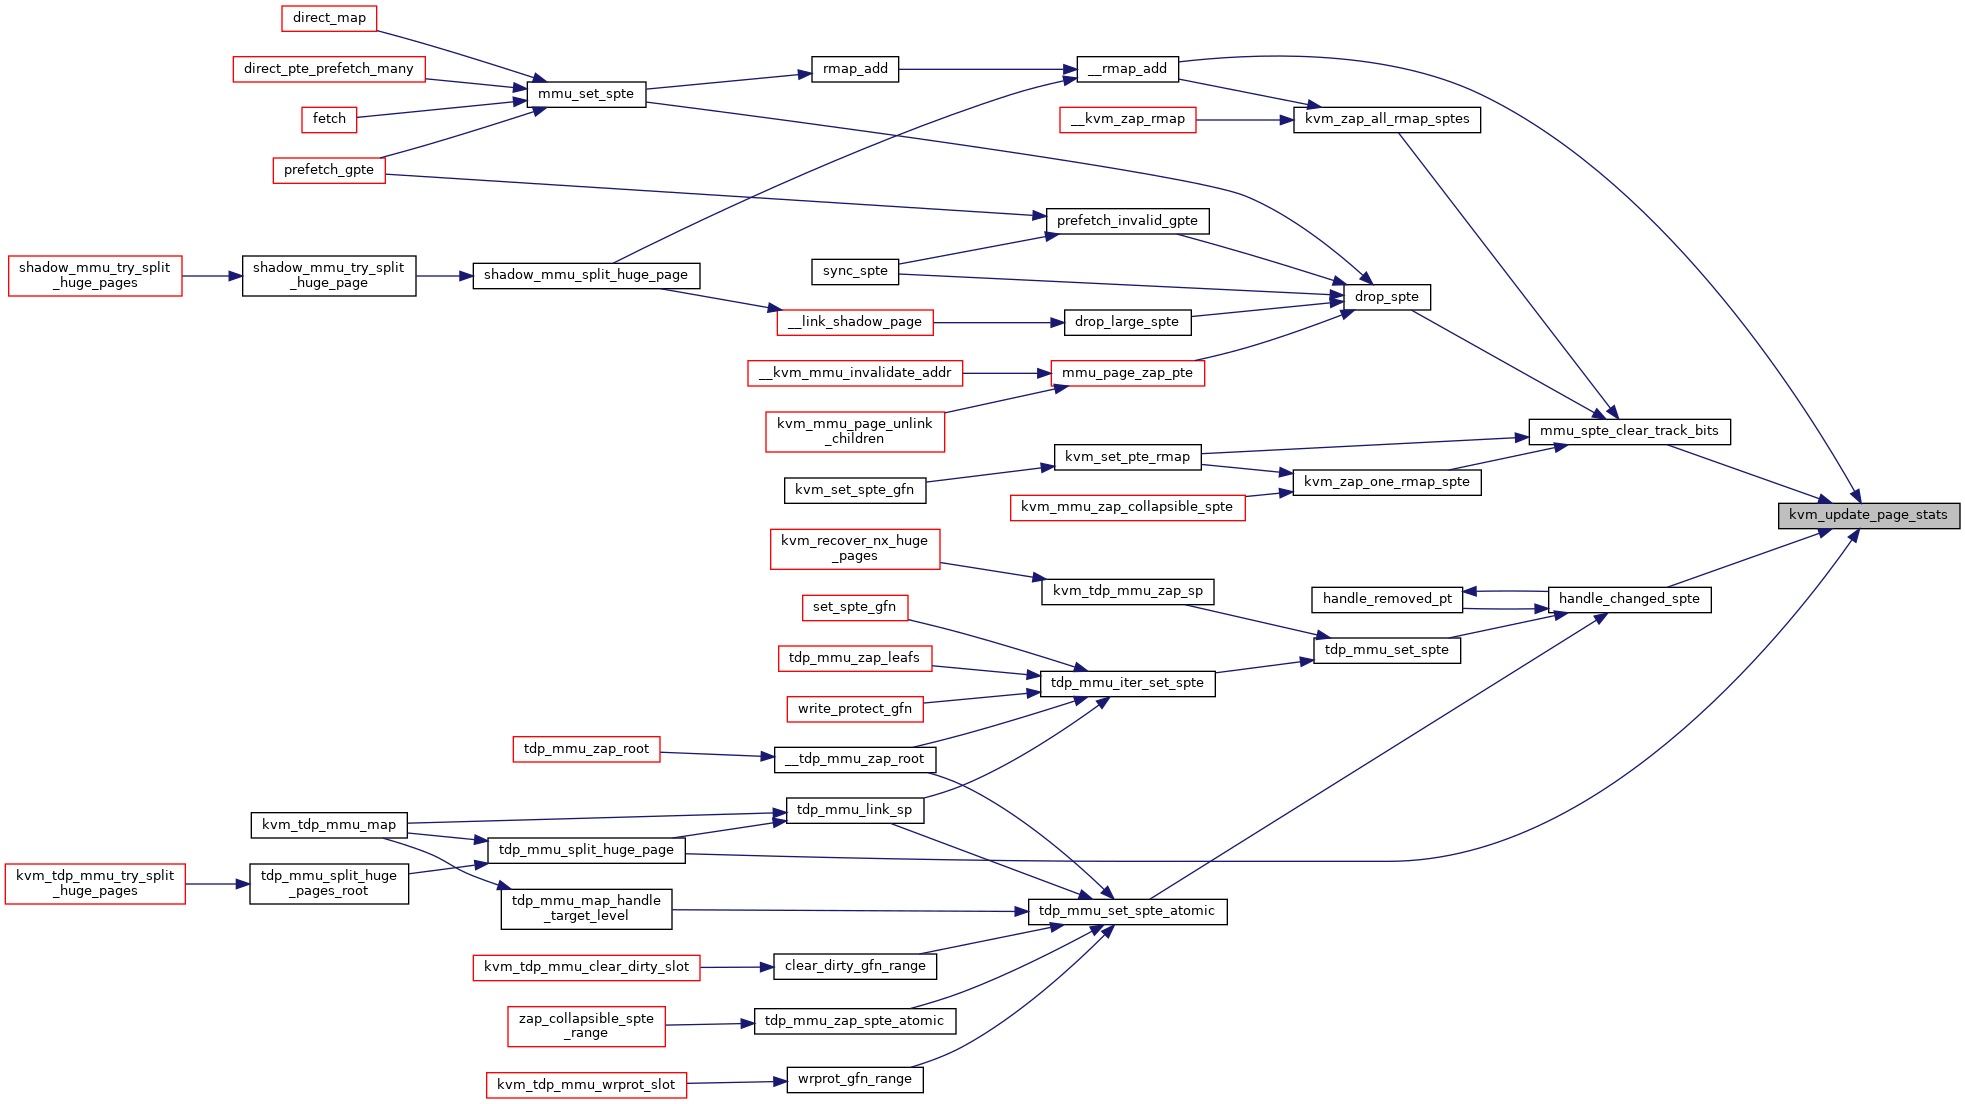 direct_map
direct_pte_prefetch_many
mmu_set_spte
rmap_add
__rmap_add
fetch
__kvm_zap_rmap
kvm_zap_all_rmap_sptes
prefetch_gpte
prefetch_invalid_gpte
shadow_mmu_try_split
_huge_pages
shadow_mmu_try_split
_huge_page
shadow_mmu_split_huge_page
sync_spte
drop_spte
__link_shadow_page
drop_large_spte
__kvm_mmu_invalidate_addr
mmu_page_zap_pte
kvm_mmu_page_unlink
_children
mmu_spte_clear_track_bits
kvm_set_pte_rmap
kvm_set_spte_gfn
kvm_zap_one_rmap_spte
kvm_mmu_zap_collapsible_spte
kvm_update_page_stats
kvm_recover_nx_huge
_pages
kvm_tdp_mmu_zap_sp
handle_removed_pt
handle_changed_spte
set_spte_gfn
tdp_mmu_set_spte
tdp_mmu_zap_leafs
tdp_mmu_iter_set_spte
write_protect_gfn
tdp_mmu_zap_root
__tdp_mmu_zap_root
tdp_mmu_link_sp
kvm_tdp_mmu_map
tdp_mmu_split_huge_page
kvm_tdp_mmu_try_split
_huge_pages
tdp_mmu_split_huge
_pages_root
tdp_mmu_map_handle
_target_level
tdp_mmu_set_spte_atomic
kvm_tdp_mmu_clear_dirty_slot
clear_dirty_gfn_range
zap_collapsible_spte
_range
tdp_mmu_zap_spte_atomic
kvm_tdp_mmu_wrprot_slot
wrprot_gfn_range